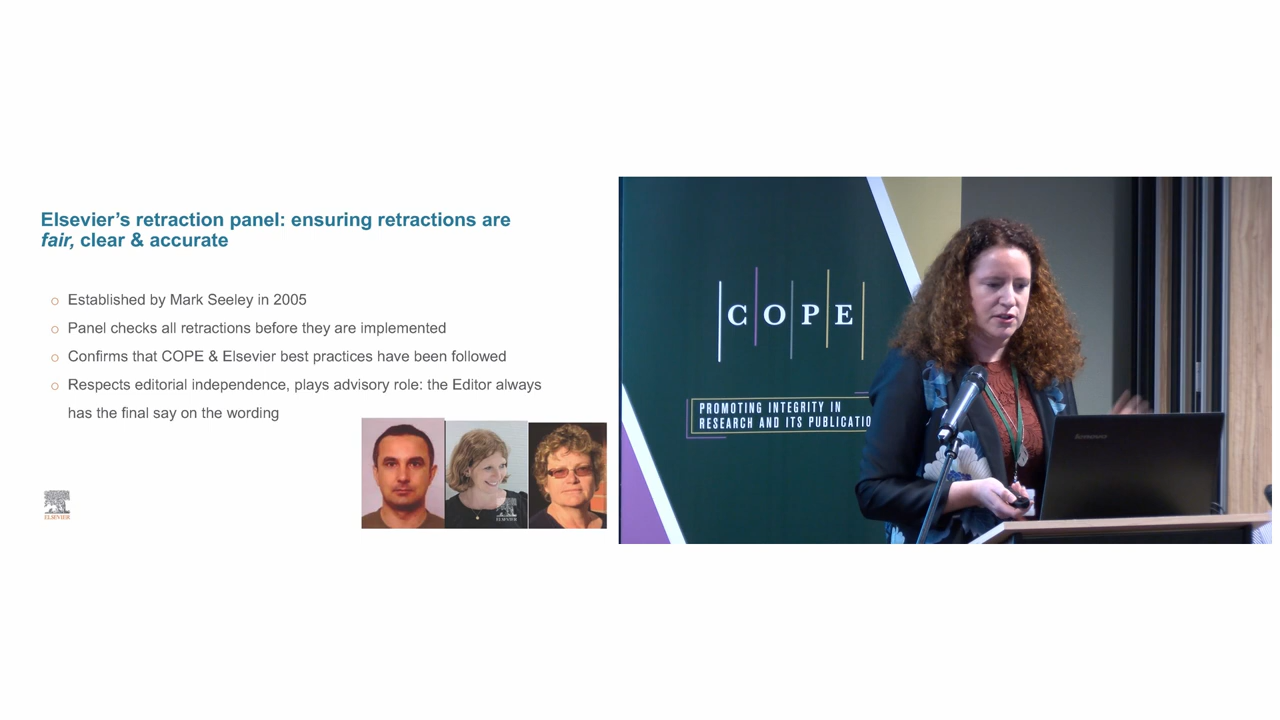 Elsevier's retraction panel: ensuring retractions are
fair, clear & accurate
o Established by Mark Seeley in 2005
o Panel checks all retractions before they are implemented
o Confirms that COPE & Elsevier best practices have been followed
o Respects editorial independence, plays advisory role: the Editor always
has the final say on the wording
ELSEVIER
ELSEVIER
COPE
PROMOTING INTEGRITY IN
RESEARCH AND ITS PUBLICATIO
lenovo